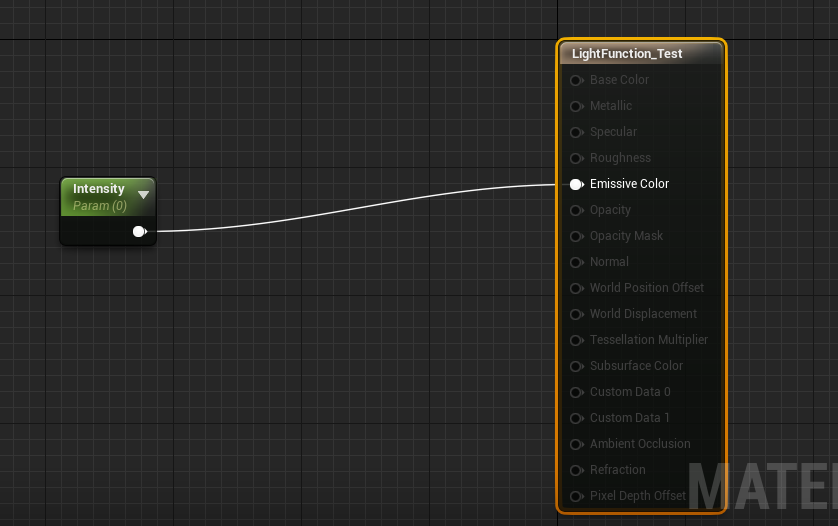 LightFunction_Test
Base Color
Metallic
Specular
Roughness
Intensity
Param (0)
Emissive Color
Opacity
Opacity Mask
Normal
World Position Offset
World Displacement
Tessellation Multiplier
Subsurface Color
Custom Data 0
Custom Data 1
Ambient Occlusion
Refraction
Pixel Depth Offset
MATE